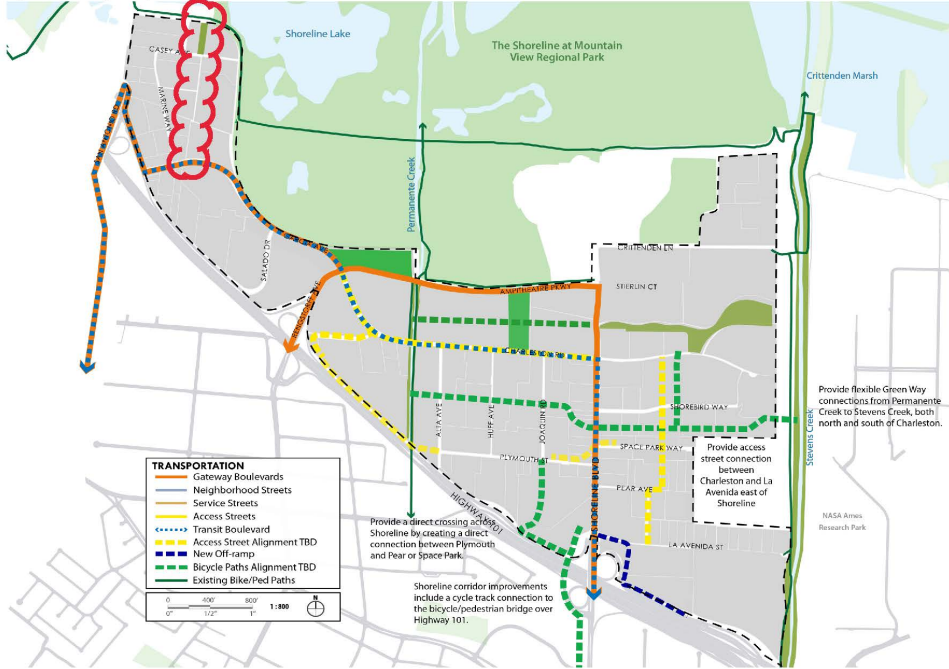 Shoreline Lake
The Shoreline at Mountain
View Regional Park
CASEY AVE
Crittenden Marsh
MARINE WAY
Permanente Creek
CRITTENDEN LN
SALADO DR
STIERLIN CT
AMPITHEATRE PKWY
RENGSTORFF AVE
CHARLESTON RD
Provide flexible Green Way
connections from Permanente
Creek to Stevens Creek, both
north and south of Charleston.
SHOREBIRD WAY
ALTA AVE
HUFF AVE
JOAQUIN RD
Stevens Creek
SPACE PARK WAY
Provide access
street connection
between
Charleston and La
Avenida east of
Shoreline
PLYMOUTH ST
TRANSPORTATION
Gateway Boulevards
Neighborhood Streets
Service Streets
Access Streets
Transit Boulevard
Access Street Alignment TBD
New Off-ramp
Bicycle Paths Alignment TBD
Existing Bike/Ped Paths
PEAR AVE
SHORELINE BLVD
HIGHWAY 101
NASA Ames
Research Park
Provide a direct crossing across
Shoreline by creating a direct
connection between Plymouth
and Pear or Space Park.
LA AVENIDA ST
Shoreline corridor improvements
include a cycle track connection to
the bicycle/pedestrian bridge over
Highway 101.
0 400' 800'
0" 1/2" 1"
1:800
N